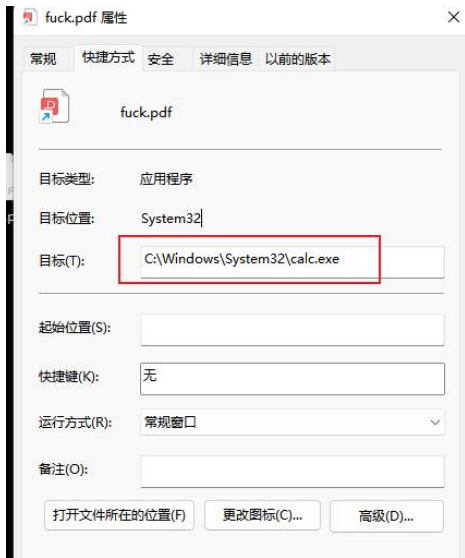 fuck.pdf 属性
常规 快捷方式 安全 详细信息 以前的版本
fuck.pdf
目标类型: 应用程序
目标位置: System32
目标(T): C:\Windows\System32\calc.exe
起始位置(S):
快捷键(K): 无
运行方式(R): 常规窗口
备注(O):
打开文件所在的位置(F) 更改图标(C)... 高级(D)...